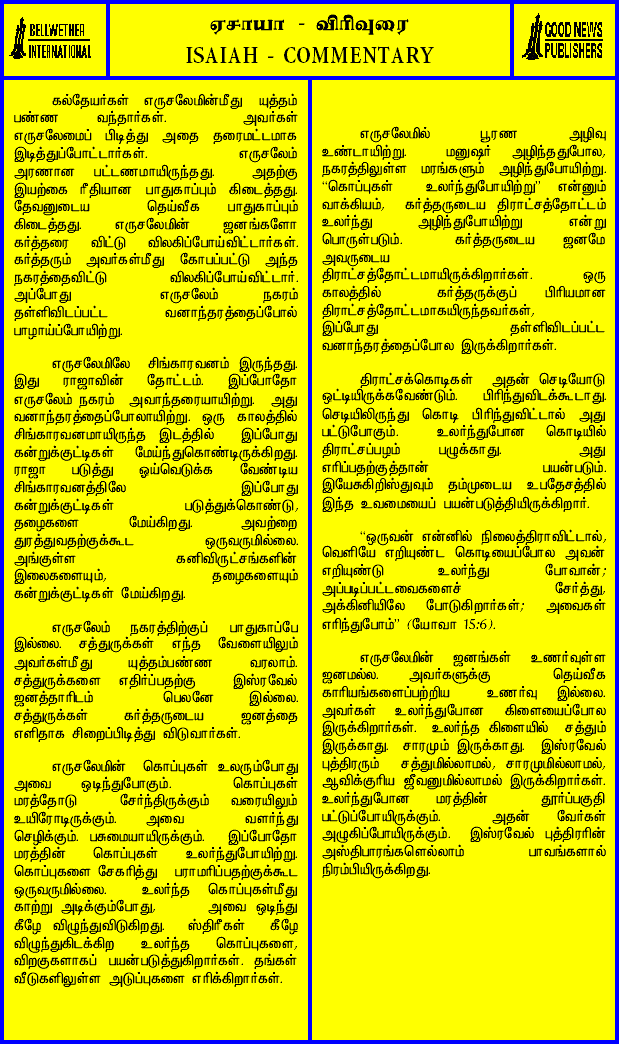 BELLWETHER
INTERNATIONAL
ஏசாயா - விரிவுரை
ISAIAH - COMMENTARY
GOOD NEWS
PUBLISHERS
கல்தேயர்கள் எருசலேமின்மீது யுத்தம்
பண்ண வந்தார்கள். அவர்கள்
எருசலேமைப் பிடித்து அதை தரைமட்டமாக
இடித்துப்போட்டார்கள். எருசலேம்
அரணான பட்டணமாயிருந்தது. அதற்கு
இயற்கை ரீதியான பாதுகாப்பும் கிடைத்தது.
தேவனுடைய தெய்வீக பாதுகாப்பும்
கிடைத்தது. எருசலேமின் ஜனங்களோ
கர்த்தரை விட்டு விலகிப்போய்விட்டார்கள்.
கர்த்தரும் அவர்கள்மீது கோபப்பட்டு அந்த
நகரத்தைவிட்டு விலகிப்போய்விட்டார்.
அப்போது எருசலேம் நகரம்
தள்ளிவிடப்பட்ட வனாந்தரத்தைப்போல்
பாழாய்ப்போயிற்று.
எருசலேமிலே சிங்காரவனம் இருந்தது.
இது ராஜாவின் தோட்டம். இப்போதோ
எருசலேம் நகரம் அவாந்தரையாயிற்று. அது
வனாந்தரத்தைப்போலாயிற்று. ஒரு காலத்தில்
சிங்காரவனமாயிருந்த இடத்தில் இப்போது
கன்றுக்குட்டிகள் மேய்ந்துகொண்டிருக்கிறது.
ராஜா படுத்து ஓய்வெடுக்க வேண்டிய
சிங்காரவனத்திலே இப்போது
கன்றுக்குட்டிகள் படுத்துக்கொண்டு,
தழைகளை மேய்கிறது. அவற்றை
துரத்துவதற்குக்கூட ஒருவருமில்லை.
அங்குள்ள கனிவிருட்சங்களின்
இலைகளையும், தழைகளையும்
கன்றுக்குட்டிகள் மேய்கிறது.
எருசலேம் நகரத்திற்குப் பாதுகாப்பே
இல்லை. சத்துருக்கள் எந்த வேளையிலும்
அவர்கள்மீது யுத்தம்பண்ண வரலாம்.
சத்துருக்களை எதிர்ப்பதற்கு இஸ்ரவேல்
ஜனத்தாரிடம் பெலனே இல்லை.
சத்துருக்கள் கர்த்தருடைய ஜனத்தை
எளிதாக சிறைப்பிடித்து விடுவார்கள்.
எருசலேமின் கொப்புகள் உலரும்போது
அவை ஒடிந்துபோகும். கொப்புகள்
மரத்தோடு சேர்ந்திருக்கும் வரையிலும்
உயிரோடிருக்கும். அவை வளர்ந்து
செழிக்கும். பசுமையாயிருக்கும். இப்போதோ
மரத்தின் கொப்புகள் உலர்ந்துபோயிற்று.
கொப்புகளை சேகரித்து பராமரிப்பதற்குக்கூட
ஒருவருமில்லை. உலர்ந்த கொப்புகள்மீது
காற்று அடிக்கும்போது, அவை ஒடிந்து
கீழே விழுந்துவிடுகிறது. ஸ்திரீகள் கீழே
விழுந்துகிடக்கிற உலர்ந்த கொப்புகளை,
விறகுகளாகப் பயன்படுத்துகிறார்கள். தங்கள்
வீடுகளிலுள்ள அடுப்புகளை எரிக்கிறார்கள்.
எருசலேமில் பூரண அழிவு
உண்டாயிற்று. மனுஷர் அழிந்ததுபோல,
நகரத்திலுள்ள மரங்களும் அழிந்துபோயிற்று.
“கொப்புகள் உலர்ந்துபோயிற்று” என்னும்
வாக்கியம், கர்த்தருடைய திராட்சத்தோட்டம்
உலர்ந்து அழிந்துபோயிற்று என்று
பொருள்படும். கர்த்தருடைய ஜனமே
அவருடைய
திராட்சத்தோட்டமாயிருக்கிறார்கள். ஒரு
காலத்தில் கர்த்தருக்குப் பிரியமான
திராட்சத்தோட்டமாகயிருந்தவர்கள்,
இப்போது தள்ளிவிடப்பட்ட
வனாந்தரத்தைப்போல இருக்கிறார்கள்.
திராட்சக்கொடிகள் அதன் செடியோடு
ஒட்டியிருக்கவேண்டும். பிரிந்துவிடக்கூடாது.
செடியிலிருந்து கொடி பிரிந்துவிட்டால் அது
பட்டுபோகும். உலர்ந்துபோன கொடியில்
திராட்சப்பழம் பழுக்காது. அது
எரிப்பதற்குத்தான் பயன்படும்.
இயேசுகிறிஸ்துவும் தம்முடைய உபதேசத்தில்
இந்த உவமையைப் பயன்படுத்தியிருக்கிறார்.
“ஒருவன் என்னில் நிலைத்திராவிட்டால்,
வெளியே எறியுண்ட கொடியைப்போல அவன்
எறியுண்டு உலர்ந்து போவான்;
அப்படிப்பட்டவைகளைச் சேர்த்து,
அக்கினியிலே போடுகிறார்கள்; அவைகள்
எரிந்துபோம்” (யோவா 15:6).
எருசலேமின் ஜனங்கள் உணர்வுள்ள
ஜனமல்ல. அவர்களுக்கு தெய்வீக
காரியங்களைப்பற்றிய உணர்வு இல்லை.
அவர்கள் உலர்ந்துபோன கிளையைப்போல
இருக்கிறார்கள். உலர்ந்த கிளையில் சத்தும்
இருக்காது. சாரமும் இருக்காது. இஸ்ரவேல்
புத்திரரும் சத்துமில்லாமல், சாரமுமில்லாமல்,
ஆவிக்குரிய ஜீவனுமில்லாமல் இருக்கிறார்கள்.
உலர்ந்துபோன மரத்தின் தூர்ப்பகுதி
பட்டுப்போயிருக்கும். அதன் வேர்கள்
அழுகிப்போயிருக்கும். இஸ்ரவேல் புத்திரரின்
அஸ்திபாரங்களெல்லாம் பாவங்களால்
நிரம்பியிருக்கிறது.